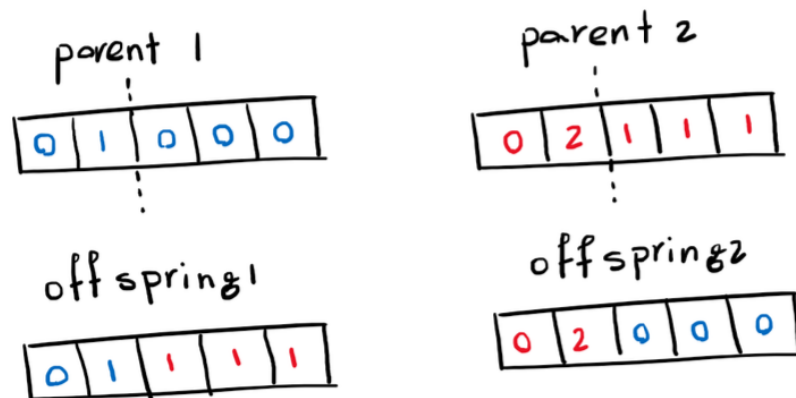 parent 1
parent 2
0 1 0 0 0
0 2 1 1 1
offspring1
offspring2
0 1 1 1 1
0 2 0 0 0